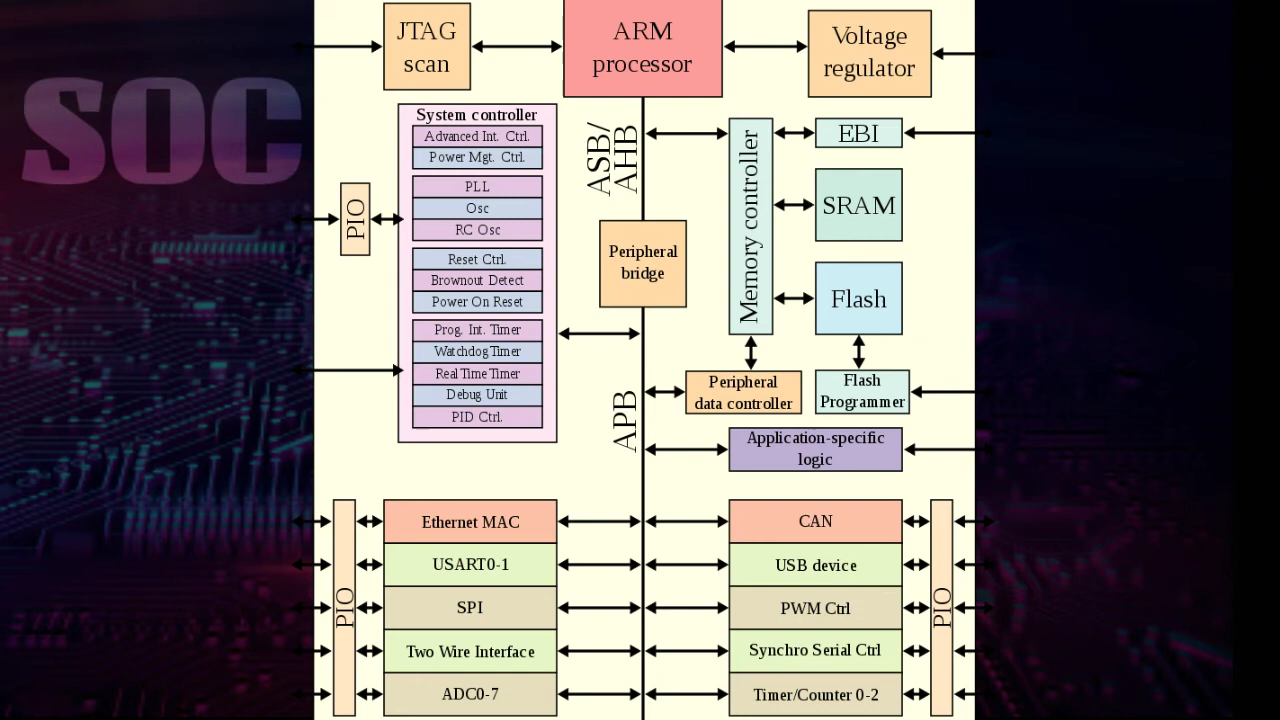 SOC
JTAG
scan
ARM
processor
Voltage
regulator
System controller
Advanced Int. Ctrl.
Power Mgt. Ctrl.
PLL
Osc
RC Osc
Reset Ctrl.
Brownout Detect
Power On Reset
Prog. Int. Timer
Watchdog Timer
Real Time Timer
Debug Unit
PID Ctrl.
PIO
ASB/
AHB
Peripheral
bridge
APB
Memory controller
EBI
SRAM
Flash
Peripheral
data controller
Flash
Programmer
Application-specific
logic
PIO
Ethernet MAC
USART0-1
SPI
Two Wire Interface
ADC0-7
CAN
USB device
PWM Ctrl
Synchro Serial Ctrl
Timer/Counter 0-2
PIO